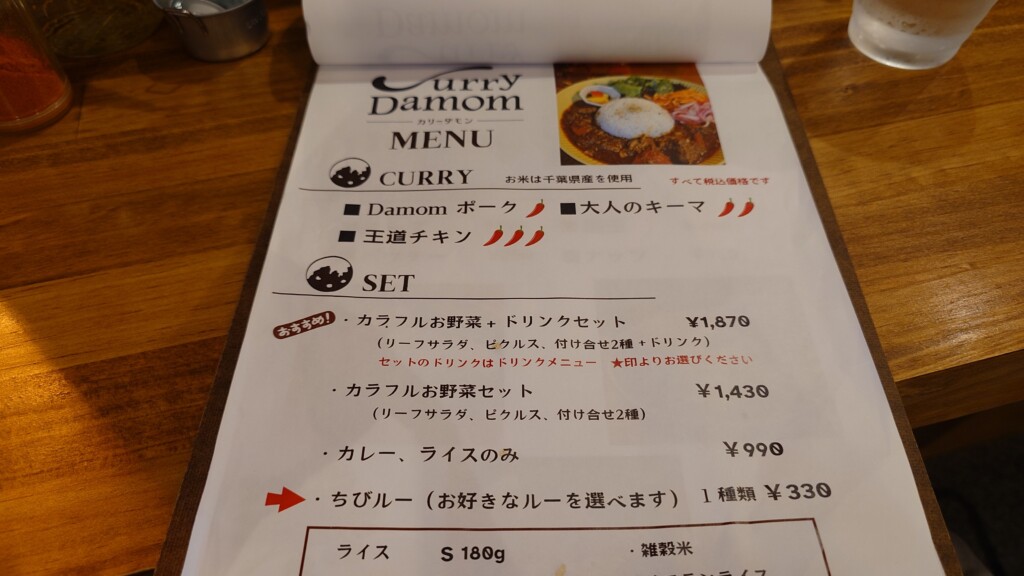 Curry
Damom
カリーダモン
MENU
CURRY お米は千葉県産を使用 すべて税込価格です
■ Damom ポーク ■大人のキーマ
■ 王道チキン
SET
おすすめ! ・カラフルお野菜+ドリンクセット ¥1,870
(リーフサラダ、ピクルス、付け合せ2種+ドリンク)
セットのドリンクはドリンクメニュー ★印よりお選びください
・カラフルお野菜セット ¥1,430
(リーフサラダ、ピクルス、付け合せ2種)
・カレー、ライスのみ ¥990
・ちびルー(お好きなルーを選べます) 1種類 ¥330
ライス S 180g ・雑穀米